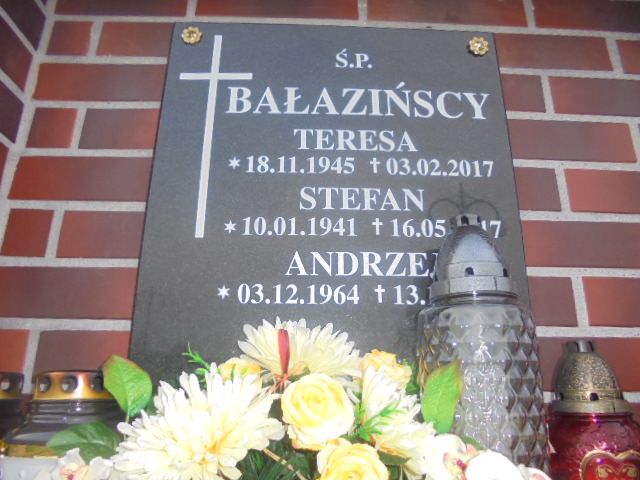 Ś.P.
BAŁAZIŃSCY
TERESA
* 18.11.1945 † 03.02.2017
STEFAN
* 10.01.1941 † 16.05
ANDRZEJ
* 03.12.1964 † 13.